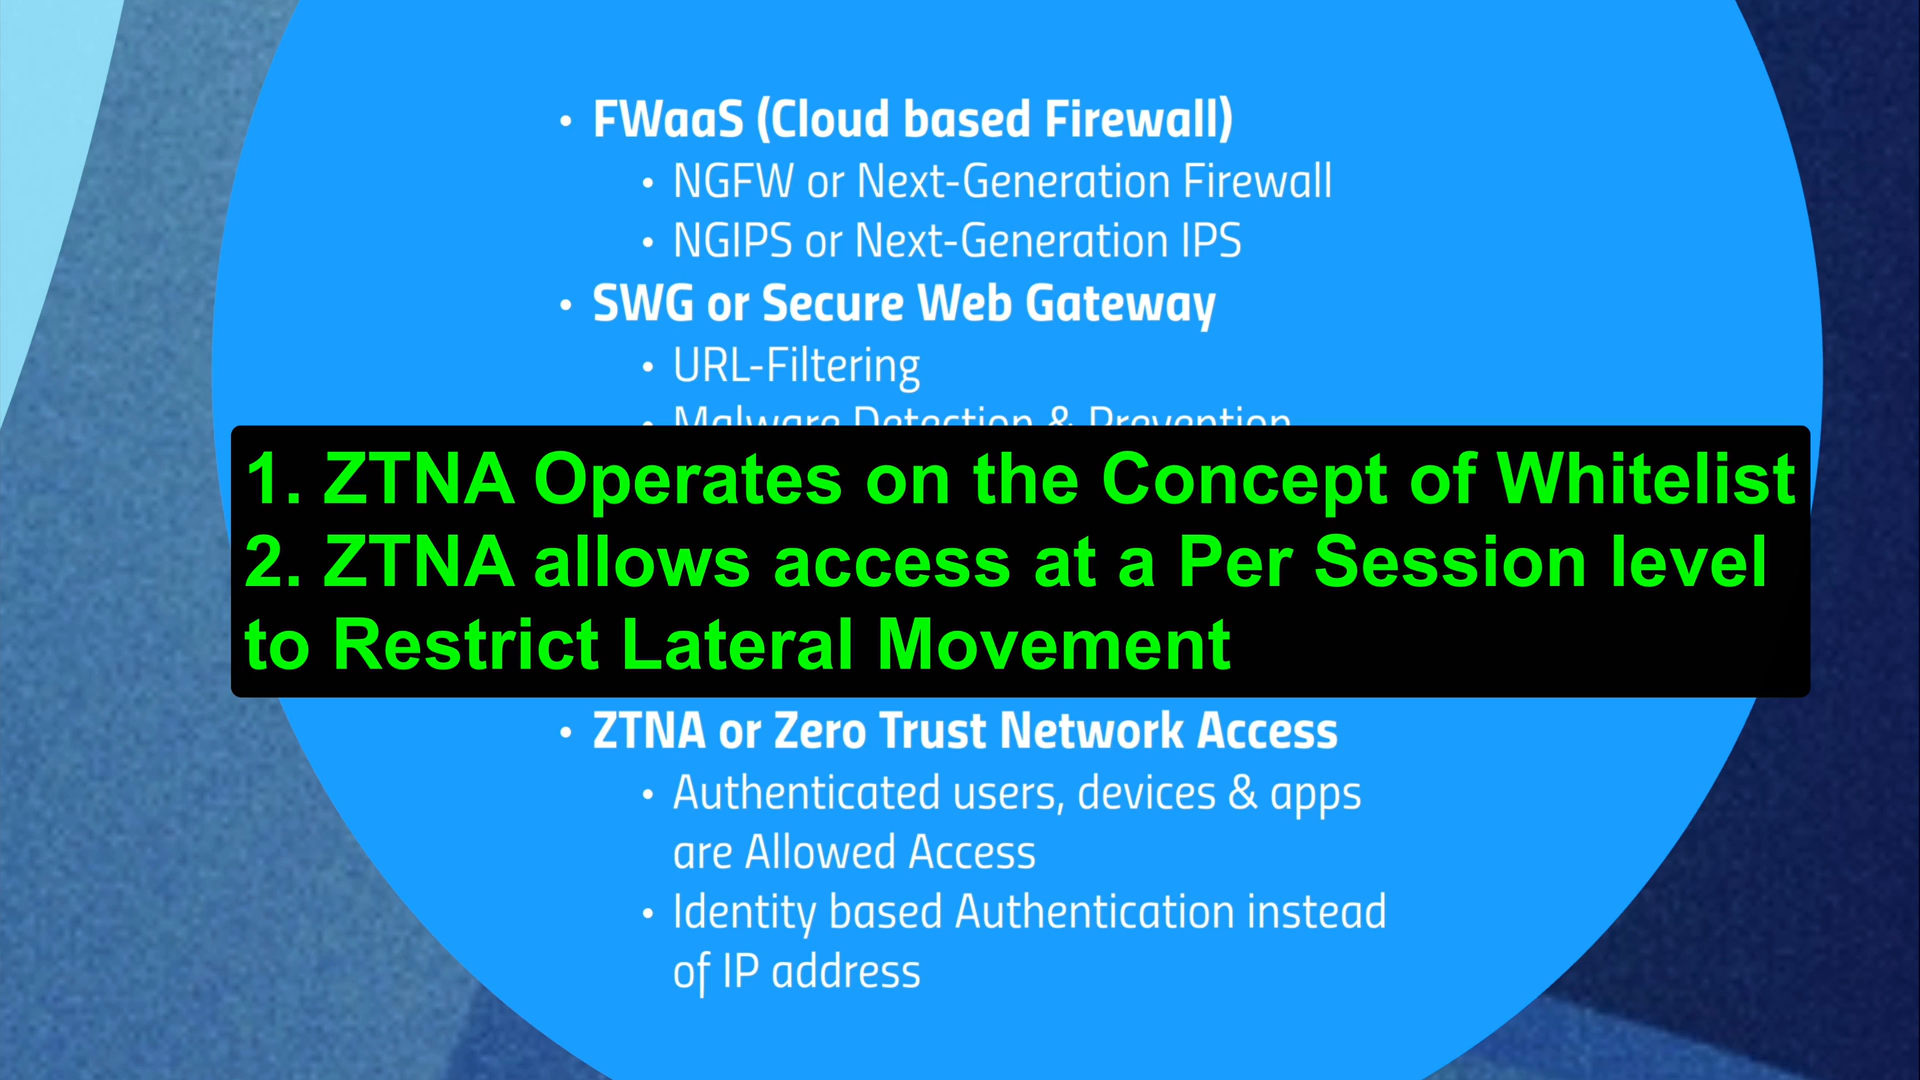 • FWaaS (Cloud based Firewall)
• NGFW or Next-Generation Firewall
• NGIPS or Next-Generation IPS
• SWG or Secure Web Gateway
• URL-Filtering
• Malware Detection & Prevention
1. ZTNA Operates on the Concept of Whitelist
2. ZTNA allows access at a Per Session level
to Restrict Lateral Movement
• ZTNA or Zero Trust Network Access
• Authenticated users, devices & apps
are Allowed Access
• Identity based Authentication instead
of IP address